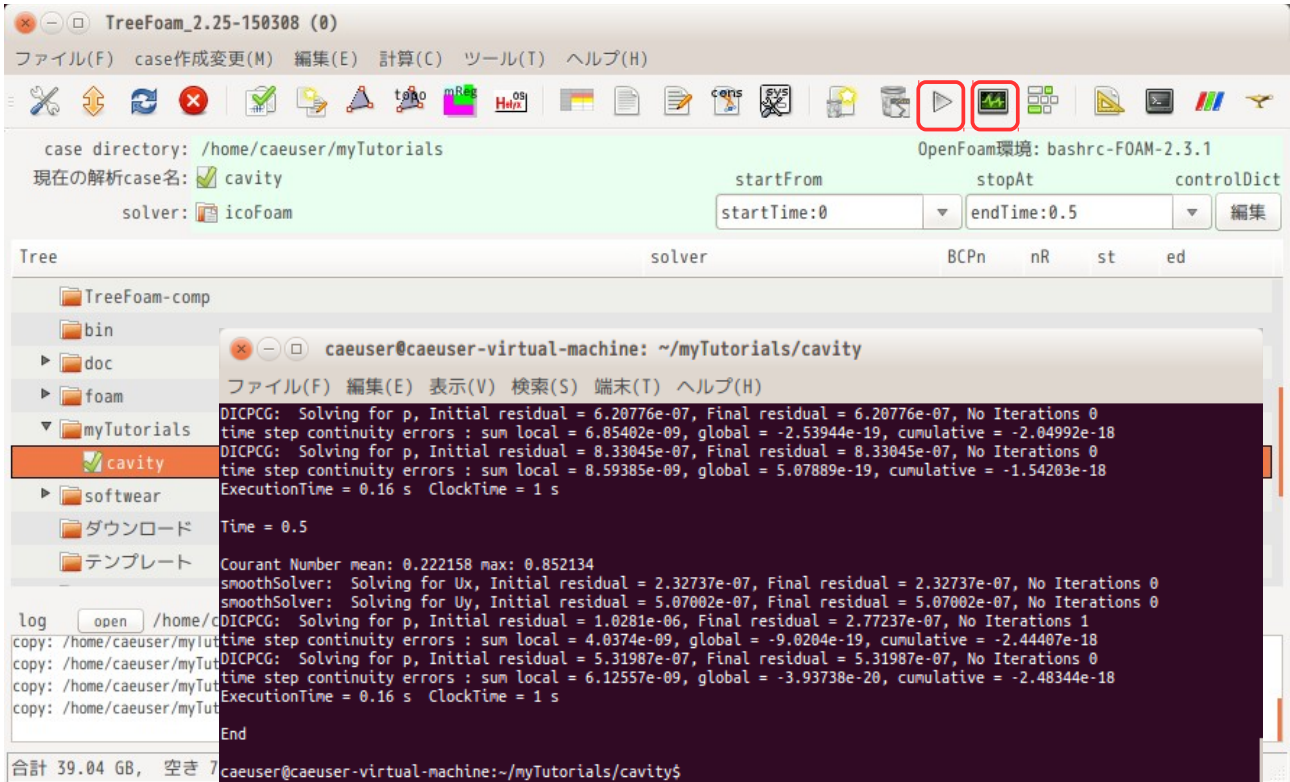 TreeFoam_2.25-150308 (0)
ファイル(F) case作成変更(M) 編集(E) 計算(C) ツール(T) ヘルプ(H)
topo mReg Helyx OS cons SYS
case directory: /home/caeuser/myTutorials OpenFoam環境: bashrc-FOAM-2.3.1
現在の解析case名: cavity startFrom stopAt controlDict
solver: icoFoam startTime:0 endTime:0.5 編集
Tree solver BCPn nR st ed
TreeFoam-comp
bin
doc
foam
myTutorials
cavity
softwear
ダウンロード
テンプレート
log open /home/c
copy: /home/caeuser/myTut
copy: /home/caeuser/myTut
copy: /home/caeuser/myTut
copy: /home/caeuser/myTut
合計 39.04 GB, 空き 7
caeuser@caeuser-virtual-machine: ~/myTutorials/cavity
ファイル(F) 編集(E) 表示(V) 検索(S) 端末(T) ヘルプ(H)
DICPCG: Solving for p, Initial residual = 6.20776e-07, Final residual = 6.20776e-07, No Iterations 0
time step continuity errors : sum local = 6.85402e-09, global = -2.53944e-19, cumulative = -2.04992e-18
DICPCG: Solving for p, Initial residual = 8.33045e-07, Final residual = 8.33045e-07, No Iterations 0
time step continuity errors : sum local = 8.59385e-09, global = 5.07889e-19, cumulative = -1.54203e-18
ExecutionTime = 0.16 s ClockTime = 1 s
Time = 0.5
Courant Number mean: 0.222158 max: 0.852134
smoothSolver: Solving for Ux, Initial residual = 2.32737e-07, Final residual = 2.32737e-07, No Iterations 0
smoothSolver: Solving for Uy, Initial residual = 5.07002e-07, Final residual = 5.07002e-07, No Iterations 0
DICPCG: Solving for p, Initial residual = 1.0281e-06, Final residual = 2.77237e-07, No Iterations 1
time step continuity errors : sum local = 4.0374e-09, global = -9.0204e-19, cumulative = -2.44407e-18
DICPCG: Solving for p, Initial residual = 5.31987e-07, Final residual = 5.31987e-07, No Iterations 0
time step continuity errors : sum local = 6.12557e-09, global = -3.93738e-20, cumulative = -2.48344e-18
ExecutionTime = 0.16 s ClockTime = 1 s
End
caeuser@caeuser-virtual-machine:~/myTutorials/cavity$